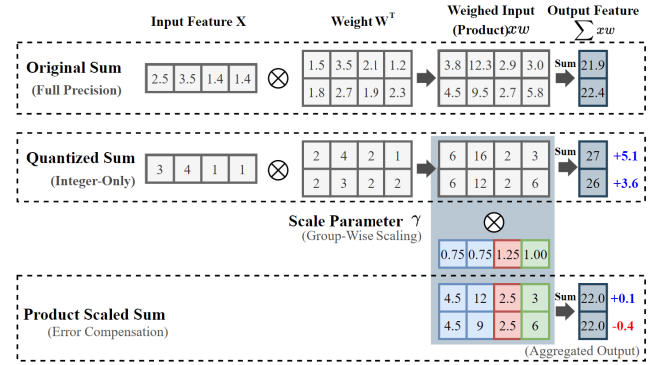 Input Feature X
Weight Wᵀ
Weighed Input
(Product)xw
Output Feature
∑ xw
Original Sum
(Full Precision)
2.5 3.5 1.4 1.4
⊗
1.5 3.5 2.1 1.2
1.8 2.7 1.9 2.3
3.8 12.3 2.9 3.0
4.5 9.5 2.7 5.8
Sum
21.9
22.4
Quantized Sum
(Integer-Only)
3 4 1 1
⊗
2 4 2 1
2 3 2 2
6 16 2 3
6 12 2 6
Sum
27 +5.1
26 +3.6
Scale Parameter γ
(Group-Wise Scaling)
⊗
0.75 0.75 1.25 1.00
Product Scaled Sum
(Error Compensation)
4.5 12 2.5 3
4.5 9 2.5 6
Sum
22.0 +0.1
22.0 -0.4
(Aggregated Output)